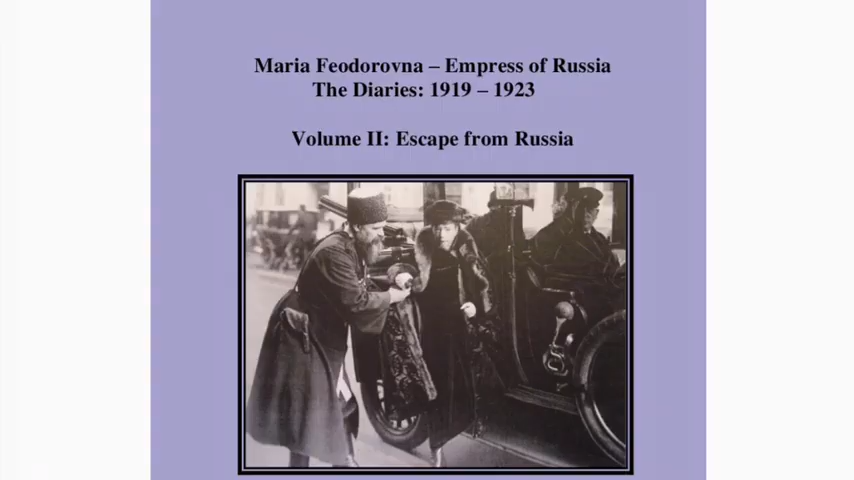 Maria Feodorovna – Empress of Russia
The Diaries: 1919 – 1923
Volume II: Escape from Russia